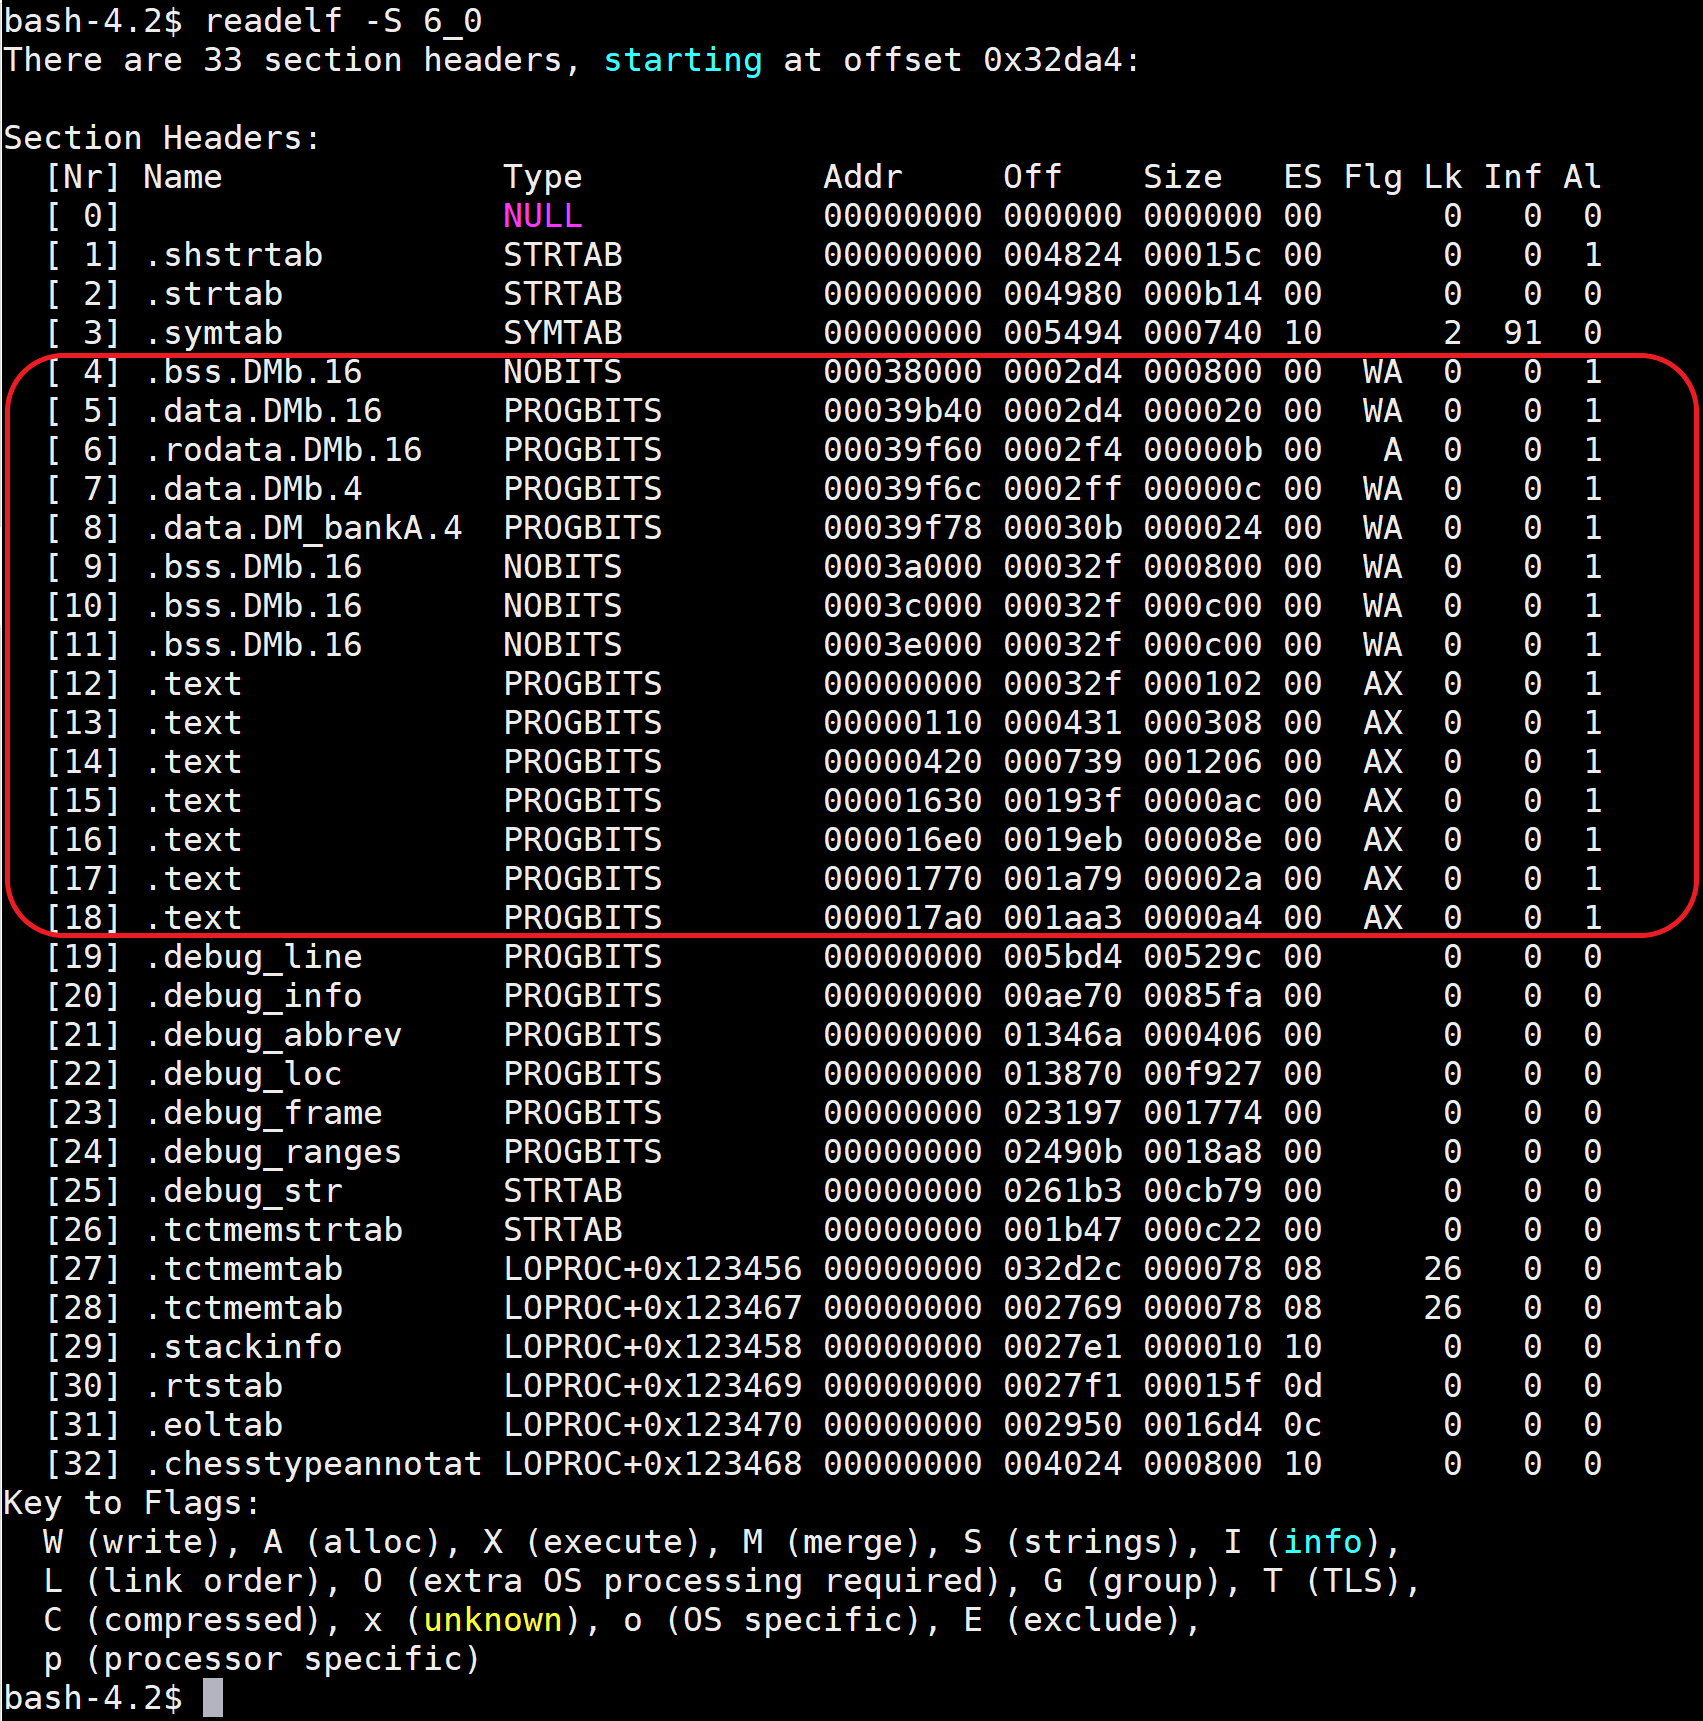 bash-4.2$ readelf -S 6_0
There are 33 section headers, starting at offset 0x32da4:
Section Headers:
  [Nr] Name              Type            Addr     Off    Size   ES Flg Lk Inf Al
  [ 0]                   NULL            00000000 000000 000000 00      0   0  0
  [ 1] .shstrtab         STRTAB          00000000 004824 00015c 00      0   0  1
  [ 2] .strtab           STRTAB          00000000 004980 000b14 00      0   0  0
  [ 3] .symtab           SYMTAB          00000000 005494 000740 10      2  91  0
  [ 4] .bss.DMb.16       NOBITS          00038000 0002d4 000800 00  WA  0   0  1
  [ 5] .data.DMb.16      PROGBITS        00039b40 0002d4 000020 00  WA  0   0  1
  [ 6] .rodata.DMb.16    PROGBITS        00039f60 0002f4 00000b 00   A  0   0  1
  [ 7] .data.DMb.4       PROGBITS        00039f6c 0002ff 00000c 00  WA  0   0  1
  [ 8] .data.DM_bankA.4  PROGBITS        00039f78 00030b 000024 00  WA  0   0  1
  [ 9] .bss.DMb.16       NOBITS          0003a000 00032f 000800 00  WA  0   0  1
  [10] .bss.DMb.16       NOBITS          0003c000 00032f 000c00 00  WA  0   0  1
  [11] .bss.DMb.16       NOBITS          0003e000 00032f 000c00 00  WA  0   0  1
  [12] .text             PROGBITS        00000000 00032f 000102 00  AX  0   0  1
  [13] .text             PROGBITS        00000110 000431 000308 00  AX  0   0  1
  [14] .text             PROGBITS        00000420 000739 001206 00  AX  0   0  1
  [15] .text             PROGBITS        00001630 00193f 0000ac 00  AX  0   0  1
  [16] .text             PROGBITS        000016e0 0019eb 00008e 00  AX  0   0  1
  [17] .text             PROGBITS        00001770 001a79 00002a 00  AX  0   0  1
  [18] .text             PROGBITS        000017a0 001aa3 0000a4 00  AX  0   0  1
  [19] .debug_line       PROGBITS        00000000 005bd4 00529c 00      0   0  0
  [20] .debug_info       PROGBITS        00000000 00ae70 0085fa 00      0   0  0
  [21] .debug_abbrev     PROGBITS        00000000 01346a 000406 00      0   0  0
  [22] .debug_loc        PROGBITS        00000000 013870 00f927 00      0   0  0
  [23] .debug_frame      PROGBITS        00000000 023197 001774 00      0   0  0
  [24] .debug_ranges     PROGBITS        00000000 02490b 0018a8 00      0   0  0
  [25] .debug_str        STRTAB          00000000 0261b3 00cb79 00      0   0  0
  [26] .tctmemstrtab     STRTAB          00000000 001b47 000c22 00      0   0  0
  [27] .tctmemtab        LOPROC+0x123456 00000000 032d2c 000078 08     26   0  0
  [28] .tctmemtab        LOPROC+0x123467 00000000 002769 000078 08     26   0  0
  [29] .stackinfo        LOPROC+0x123458 00000000 0027e1 000010 10      0   0  0
  [30] .rtstab           LOPROC+0x123469 00000000 0027f1 00015f 0d      0   0  0
  [31] .eoltab           LOPROC+0x123470 00000000 002950 0016d4 0c      0   0  0
  [32] .chesstypeannotat LOPROC+0x123468 00000000 004024 000800 10      0   0  0
Key to Flags:
  W (write), A (alloc), X (execute), M (merge), S (strings), I (info),
  L (link order), O (extra OS processing required), G (group), T (TLS),
  C (compressed), x (unknown), o (OS specific), E (exclude),
  p (processor specific)
bash-4.2$